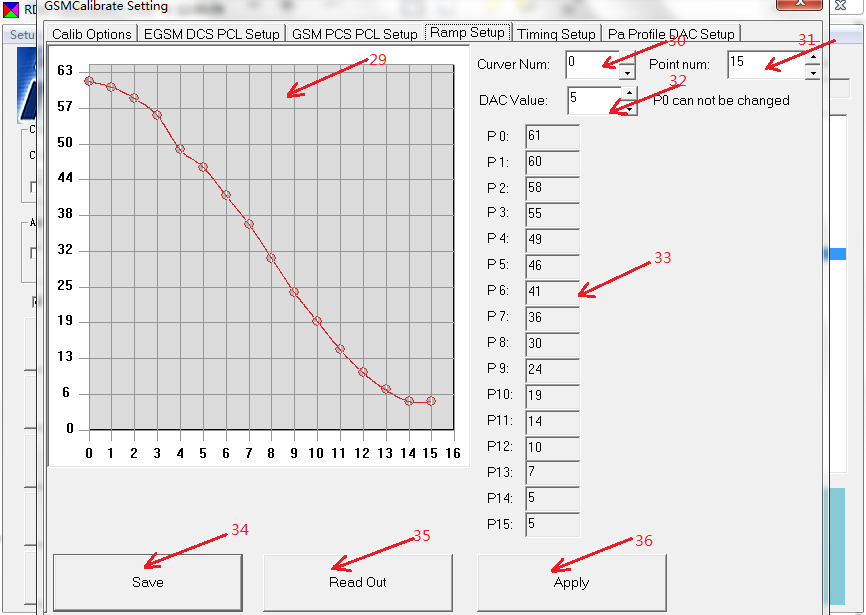 RD
GSMCalibrate Setting
Setu
Calib Options
EGSM DCS PCL Setup
GSM PCS PCL Setup
Ramp Setup
Timing Setup
Pa Profile DAC Setup
29
30
31
Curver Num: 0
Point num: 15
32
DAC Value: 5
P0 can not be changed
63
57
50
44
38
32
25
19
13
6
0
0 1 2 3 4 5 6 7 8 9 10 11 12 13 14 15 16
P 0: 61
P 1: 60
P 2: 58
P 3: 55
P 4: 49
P 5: 46
33
P 6: 41
P 7: 36
P 8: 30
P 9: 24
P10: 19
P11: 14
P12: 10
P13: 7
P14: 5
P15: 5
34
35
36
Save
Read Out
Apply